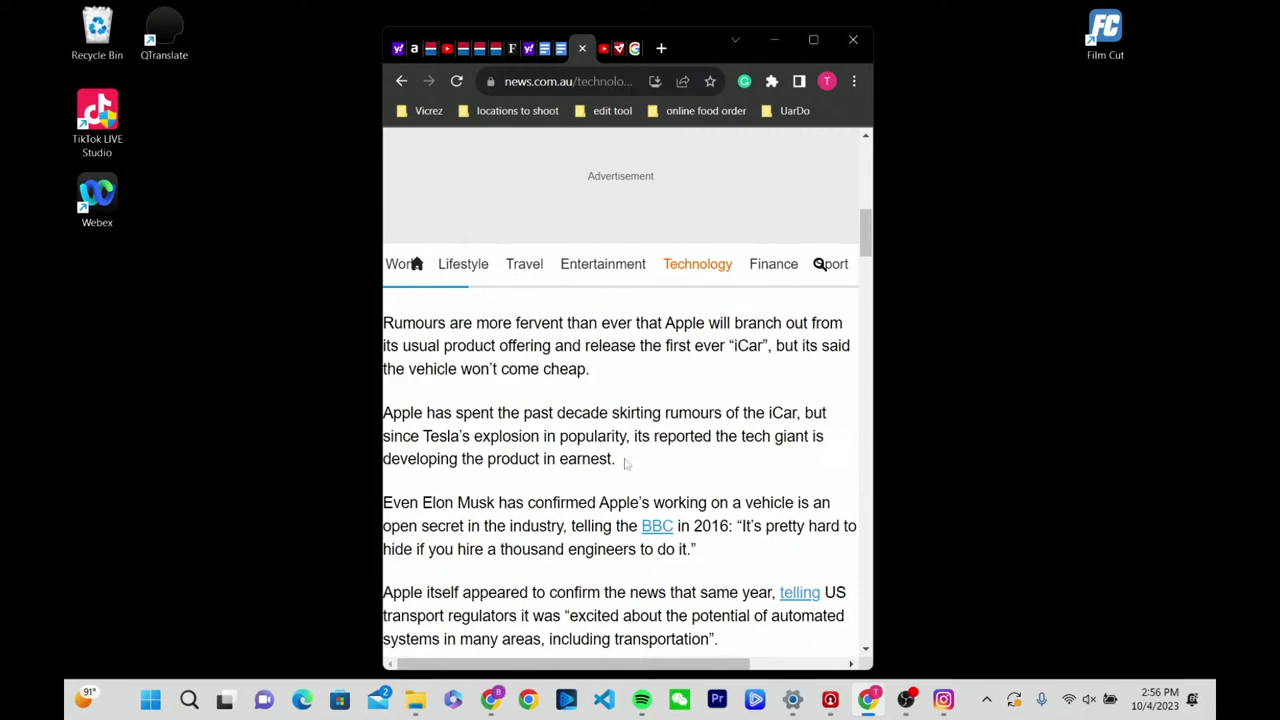 Recycle Bin
QTranslate
FC
Film Cut
TikTok LIVE
Studio
Webex
news.com.au/technolo...
T
Vicrez
locations to shoot
edit tool
online food order
UarDo
Advertisement
Lifestyle
Travel
Entertainment
Technology
Finance
Rumours are more fervent than ever that Apple will branch out from
its usual product offering and release the first ever “iCar”, but its said
the vehicle won’t come cheap.
Apple has spent the past decade skirting rumours of the iCar, but
since Tesla’s explosion in popularity, its reported the tech giant is
developing the product in earnest.
Even Elon Musk has confirmed Apple’s working on a vehicle is an
open secret in the industry, telling the BBC in 2016: “It’s pretty hard to
hide if you hire a thousand engineers to do it.”
Apple itself appeared to confirm the news that same year, telling US
transport regulators it was “excited about the potential of automated
systems in many areas, including transportation”.
91°
2
Pr
2:56 PM
10/4/2023